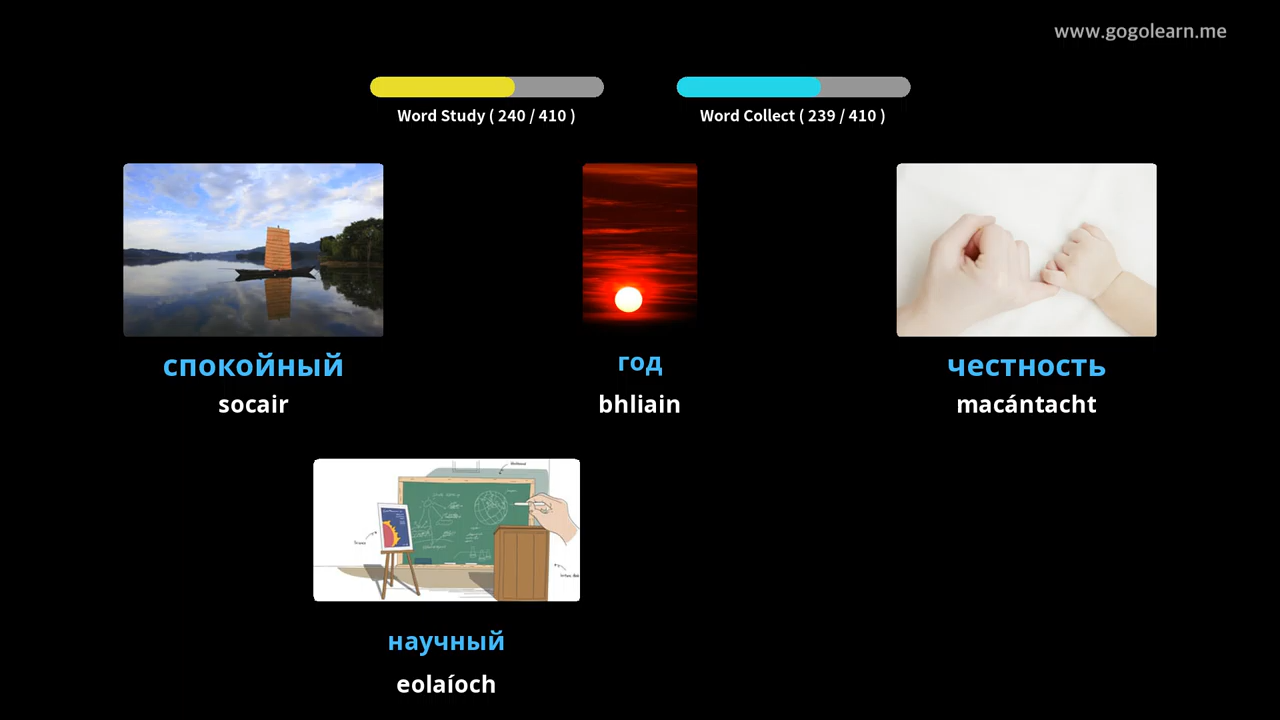 www.gogolearn.me
Word Study ( 240 / 410 )
Word Collect ( 239 / 410 )
спокойный
socair
год
bhliain
честность
macántacht
научный
eolaíoch